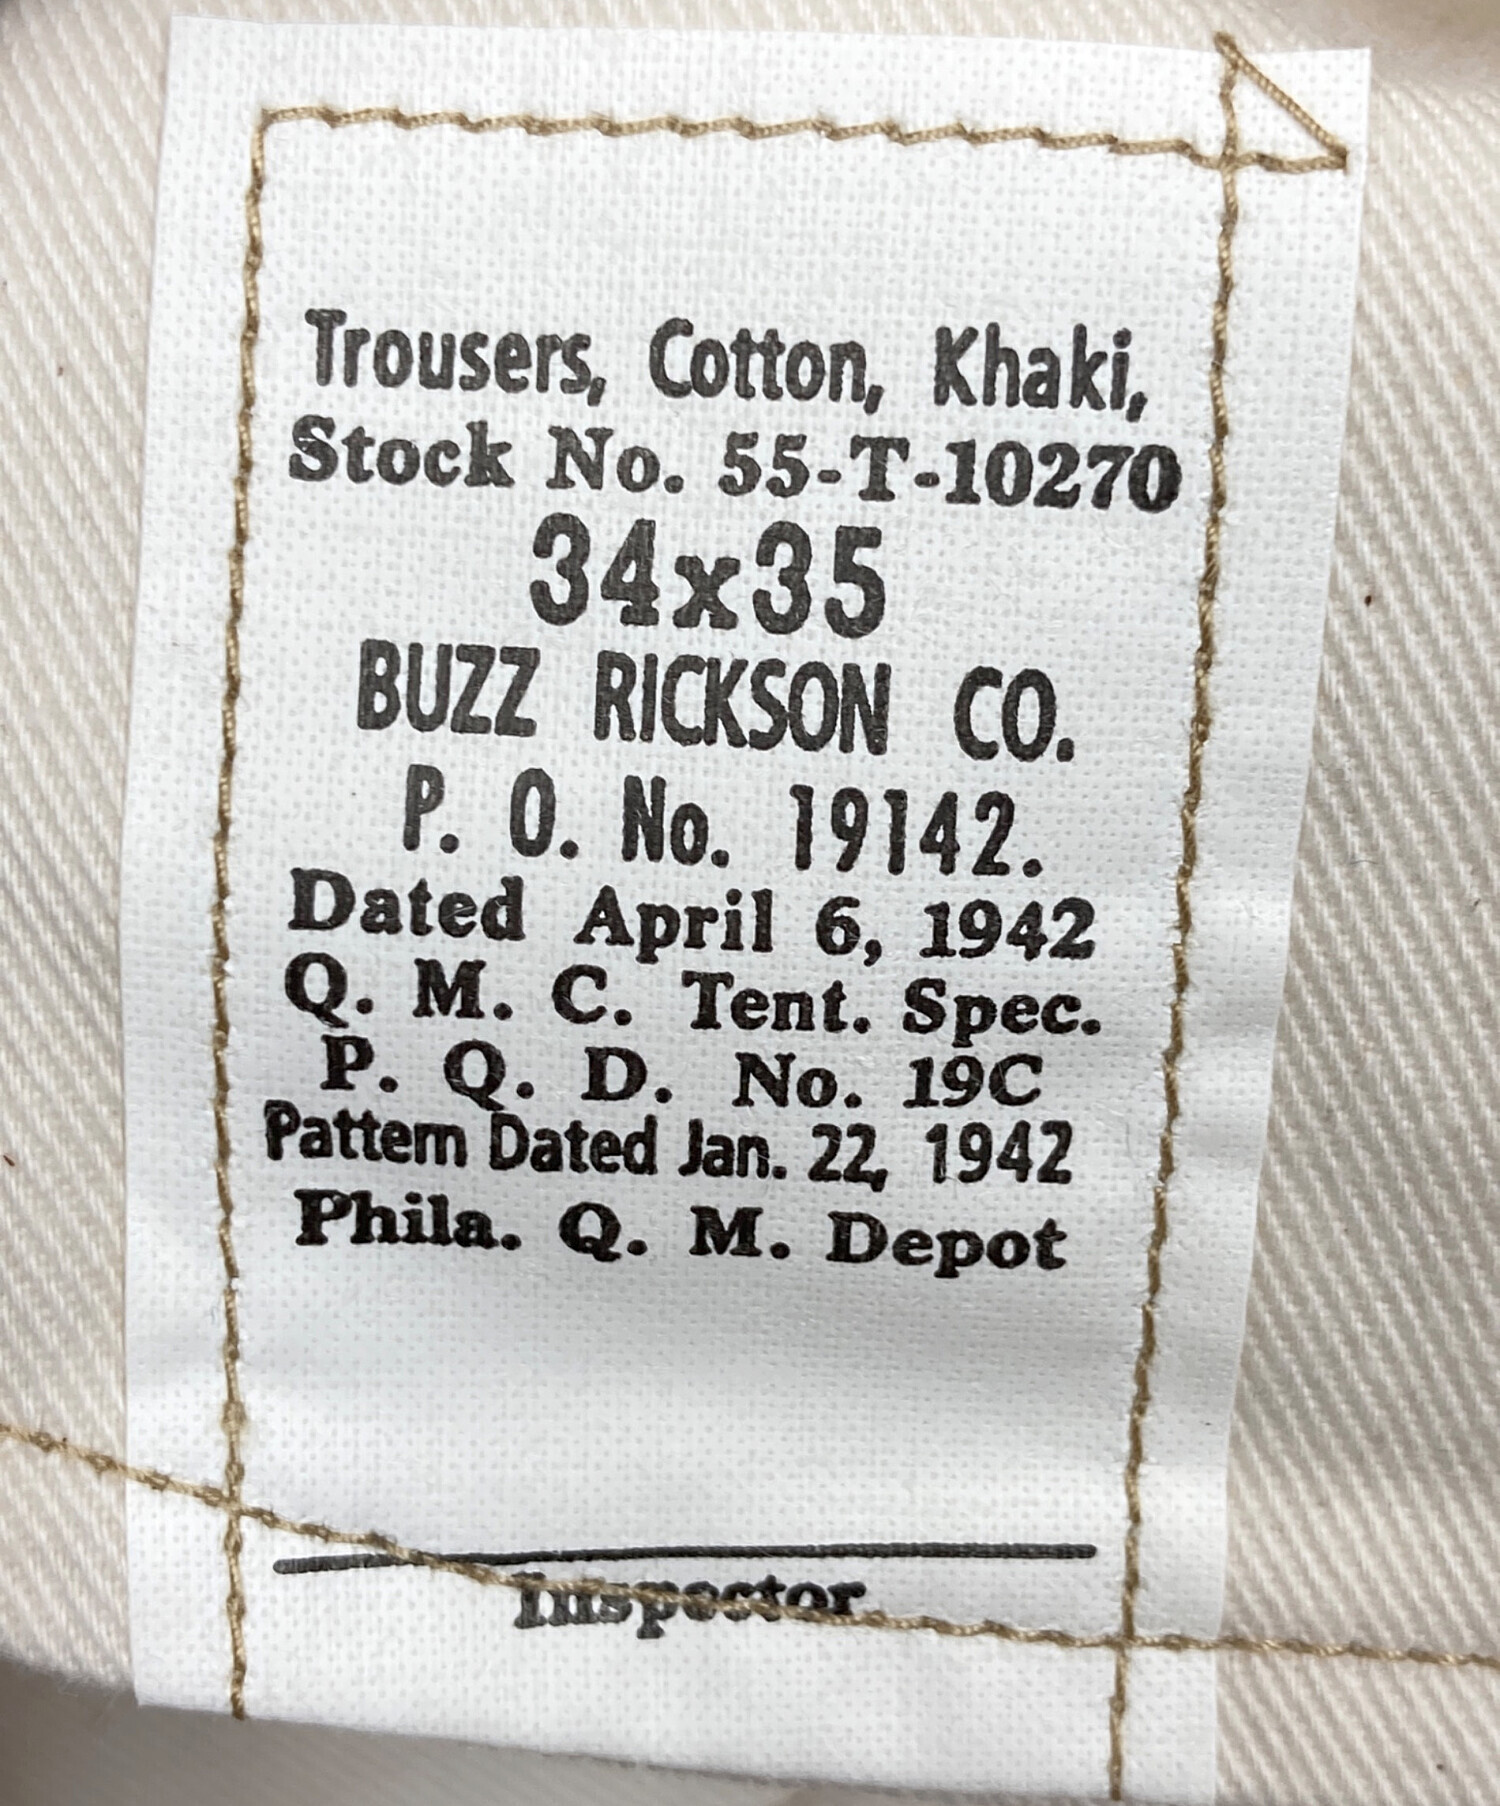 Trousers, Cotton, Khaki,
Stock No. 55-T-10270
34x35
BUZZ RICKSON CO.
P. O. No. 19142.
Dated April 6, 1942
Q. M. C. Tent. Spec.
P. Q. D. No. 19C
Pattern Dated Jan. 22, 1942
Phila. Q. M. Depot
Inspector